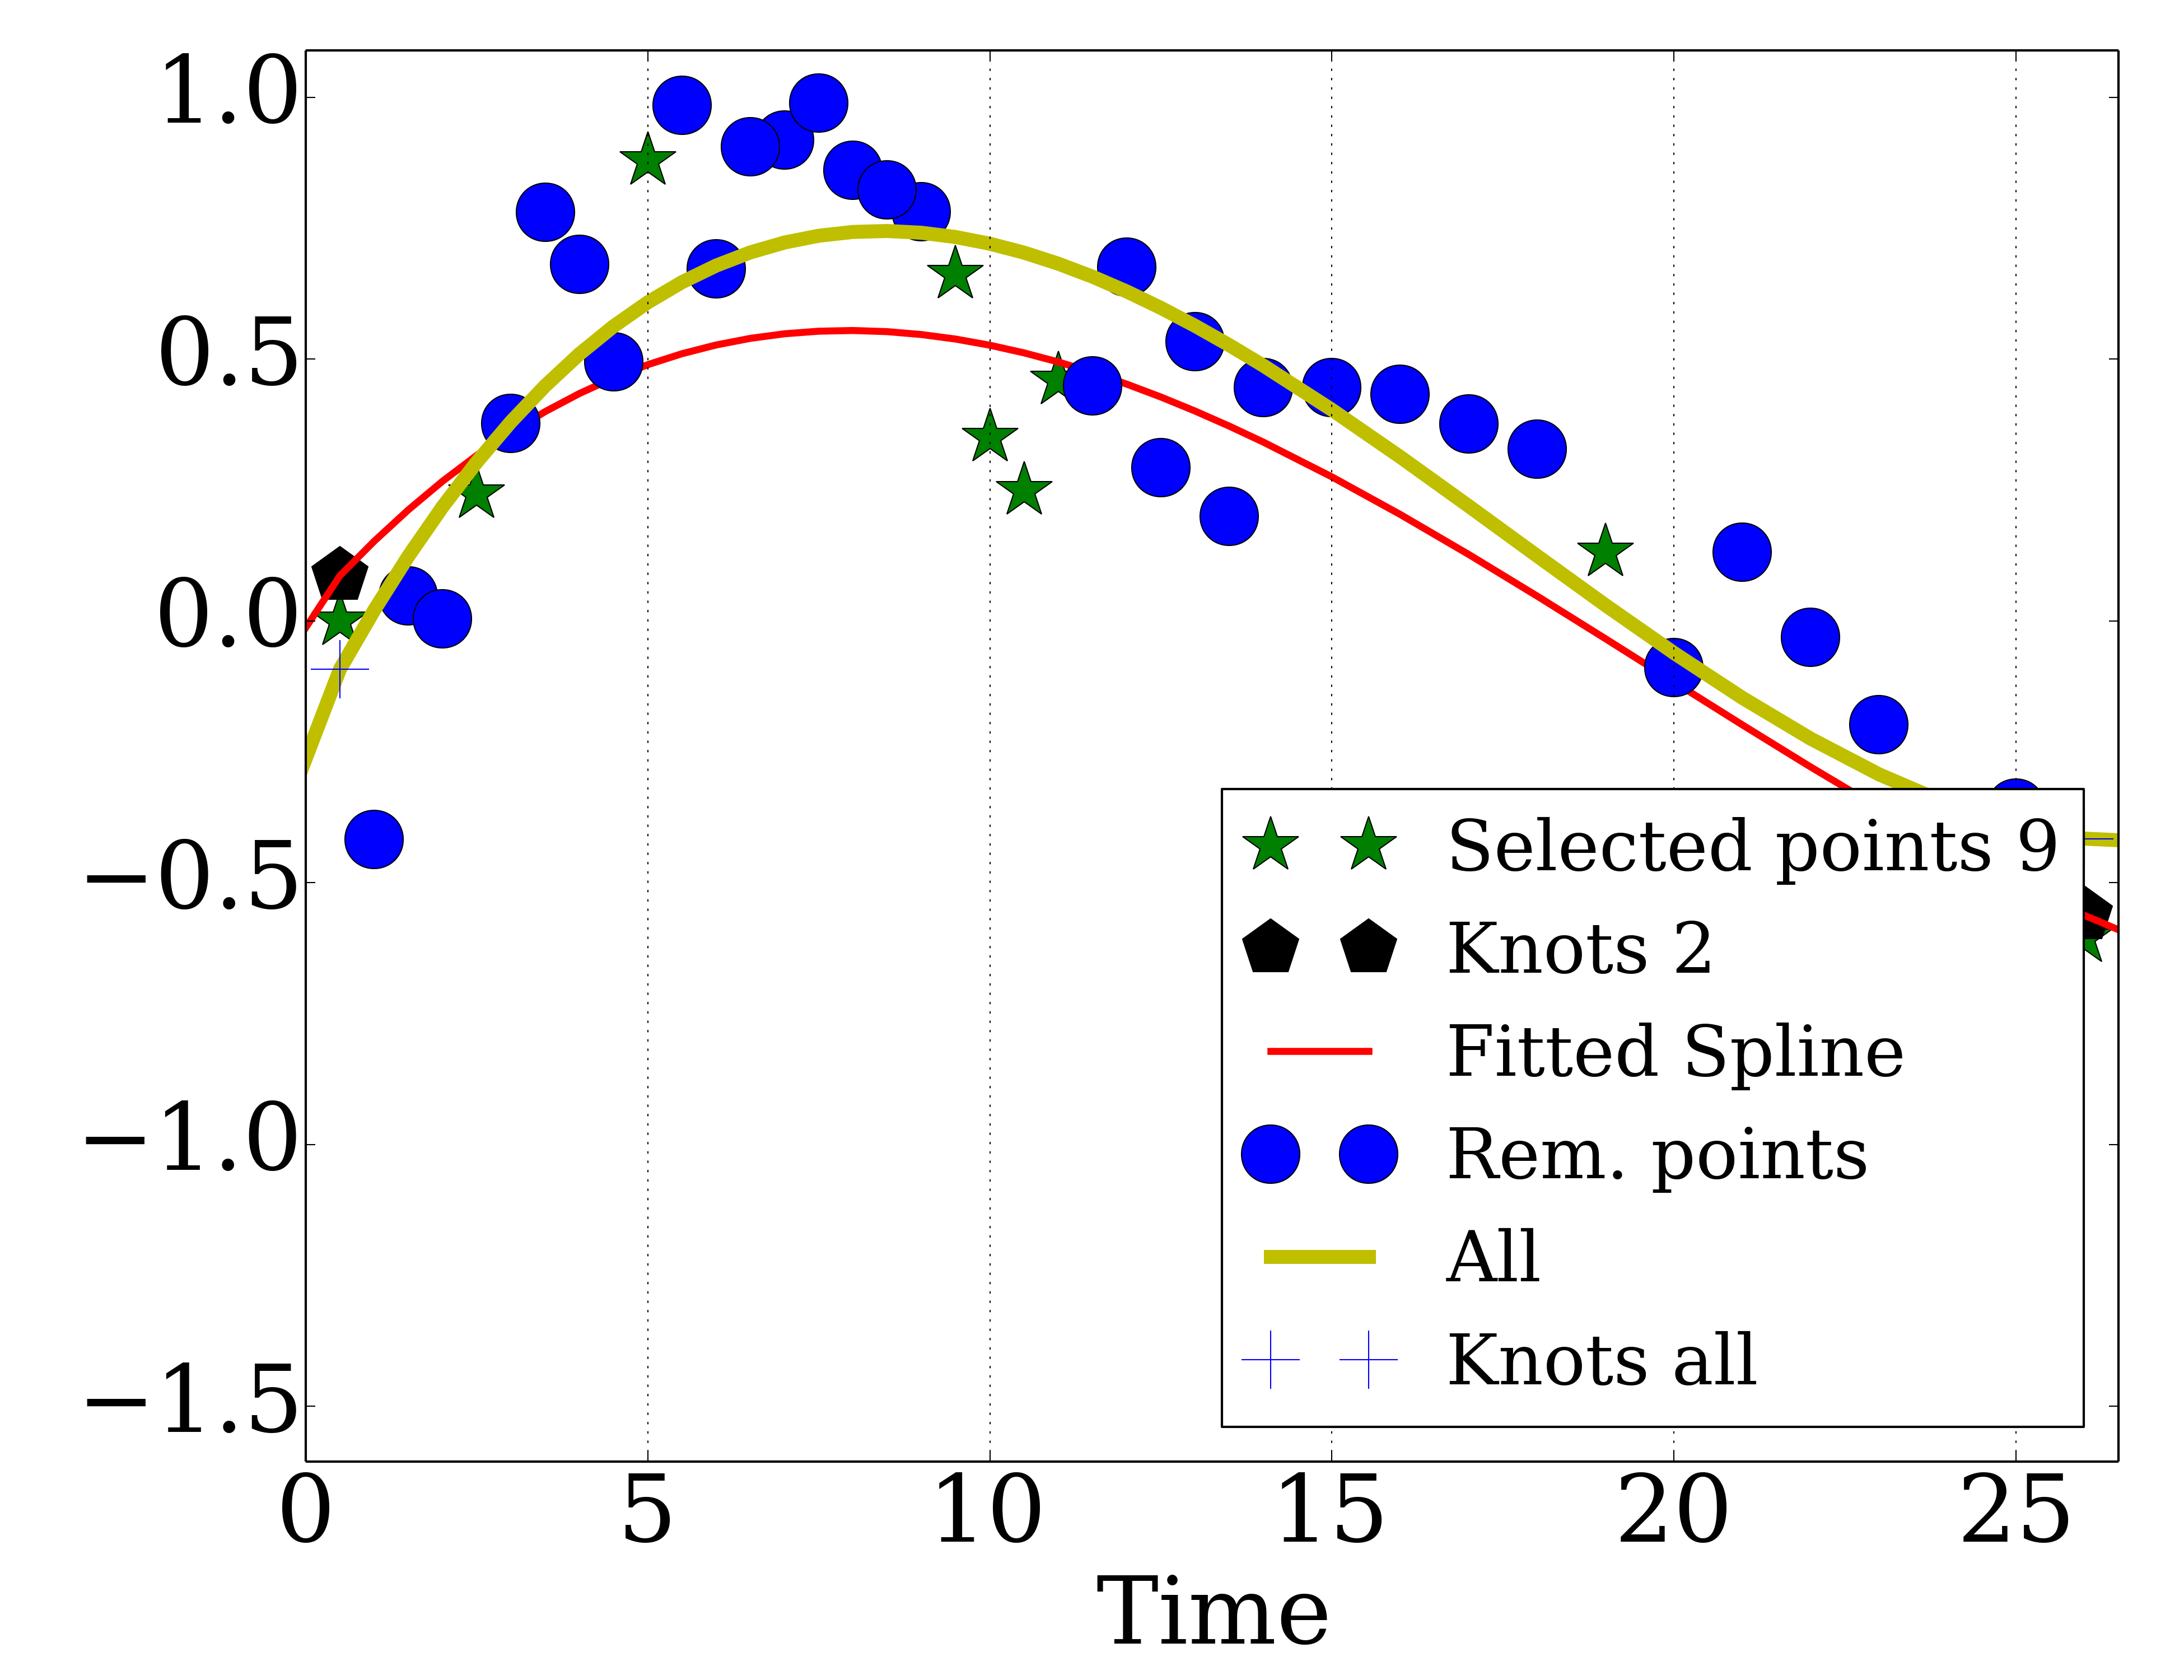 1.0
0.5
0.0
−0.5
−1.0
−1.5
0 5 10 15 20 25
Time
Selected points 9
Knots 2
Fitted Spline
Rem. points
All
Knots all